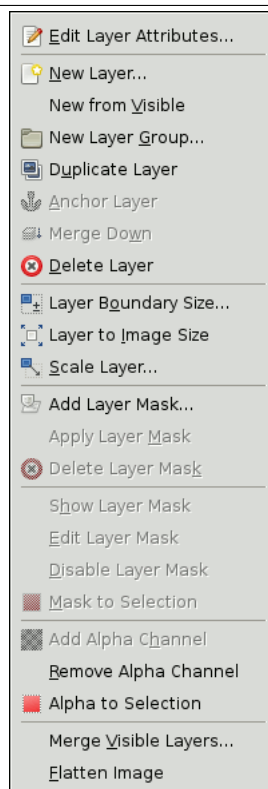 Edit Layer Attributes...
New Layer...
New from Visible
New Layer Group...
Duplicate Layer
Anchor Layer
Merge Down
Delete Layer
Layer Boundary Size...
Layer to Image Size
Scale Layer...
Add Layer Mask...
Apply Layer Mask
Delete Layer Mask
Show Layer Mask
Edit Layer Mask
Disable Layer Mask
Mask to Selection
Add Alpha Channel
Remove Alpha Channel
Alpha to Selection
Merge Visible Layers...
Flatten Image